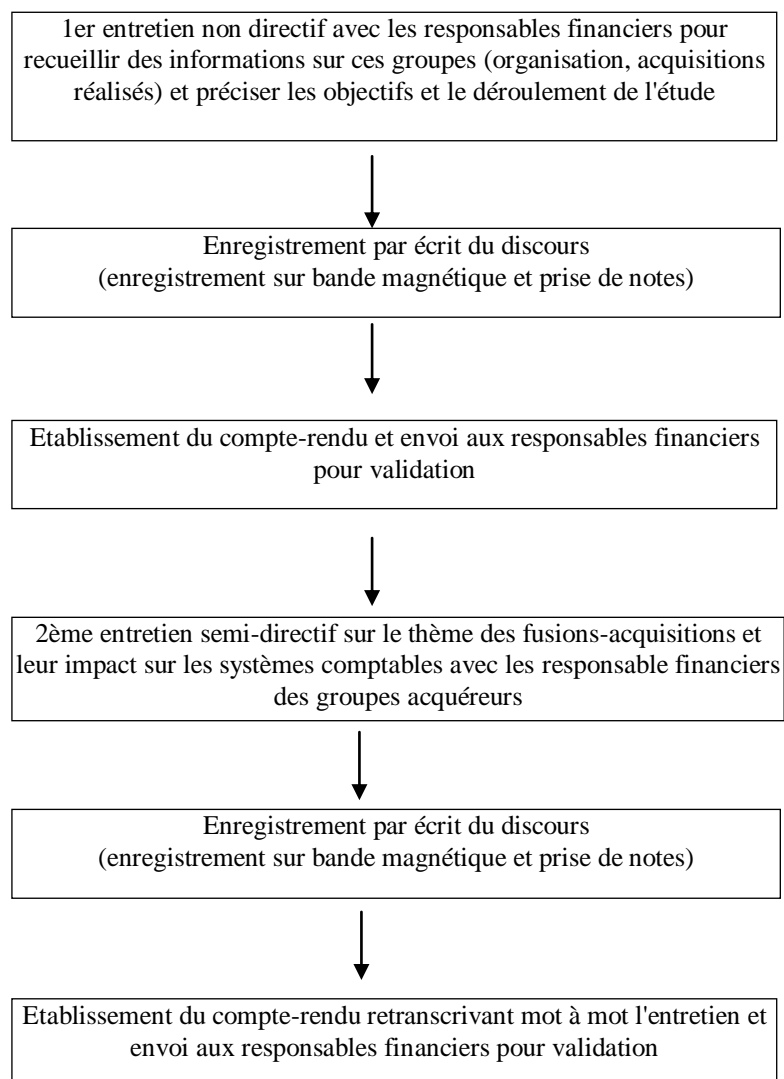 1er entretien non directif avec les responsables financiers pour
recueillir des informations sur ces groupes (organisation, acquisitions
réalisés) et préciser les objectifs et le déroulement de l'étude
Enregistrement par écrit du discours
(enregistrement sur bande magnétique et prise de notes)
Etablissement du compte-rendu et envoi aux responsables financiers
pour validation
2ème entretien semi-directif sur le thème des fusions-acquisitions et
leur impact sur les systèmes comptables avec les responsable financiers
des groupes acquéreurs
Enregistrement par écrit du discours
(enregistrement sur bande magnétique et prise de notes)
Etablissement du compte-rendu retranscrivant mot à mot l'entretien et
envoi aux responsables financiers pour validation